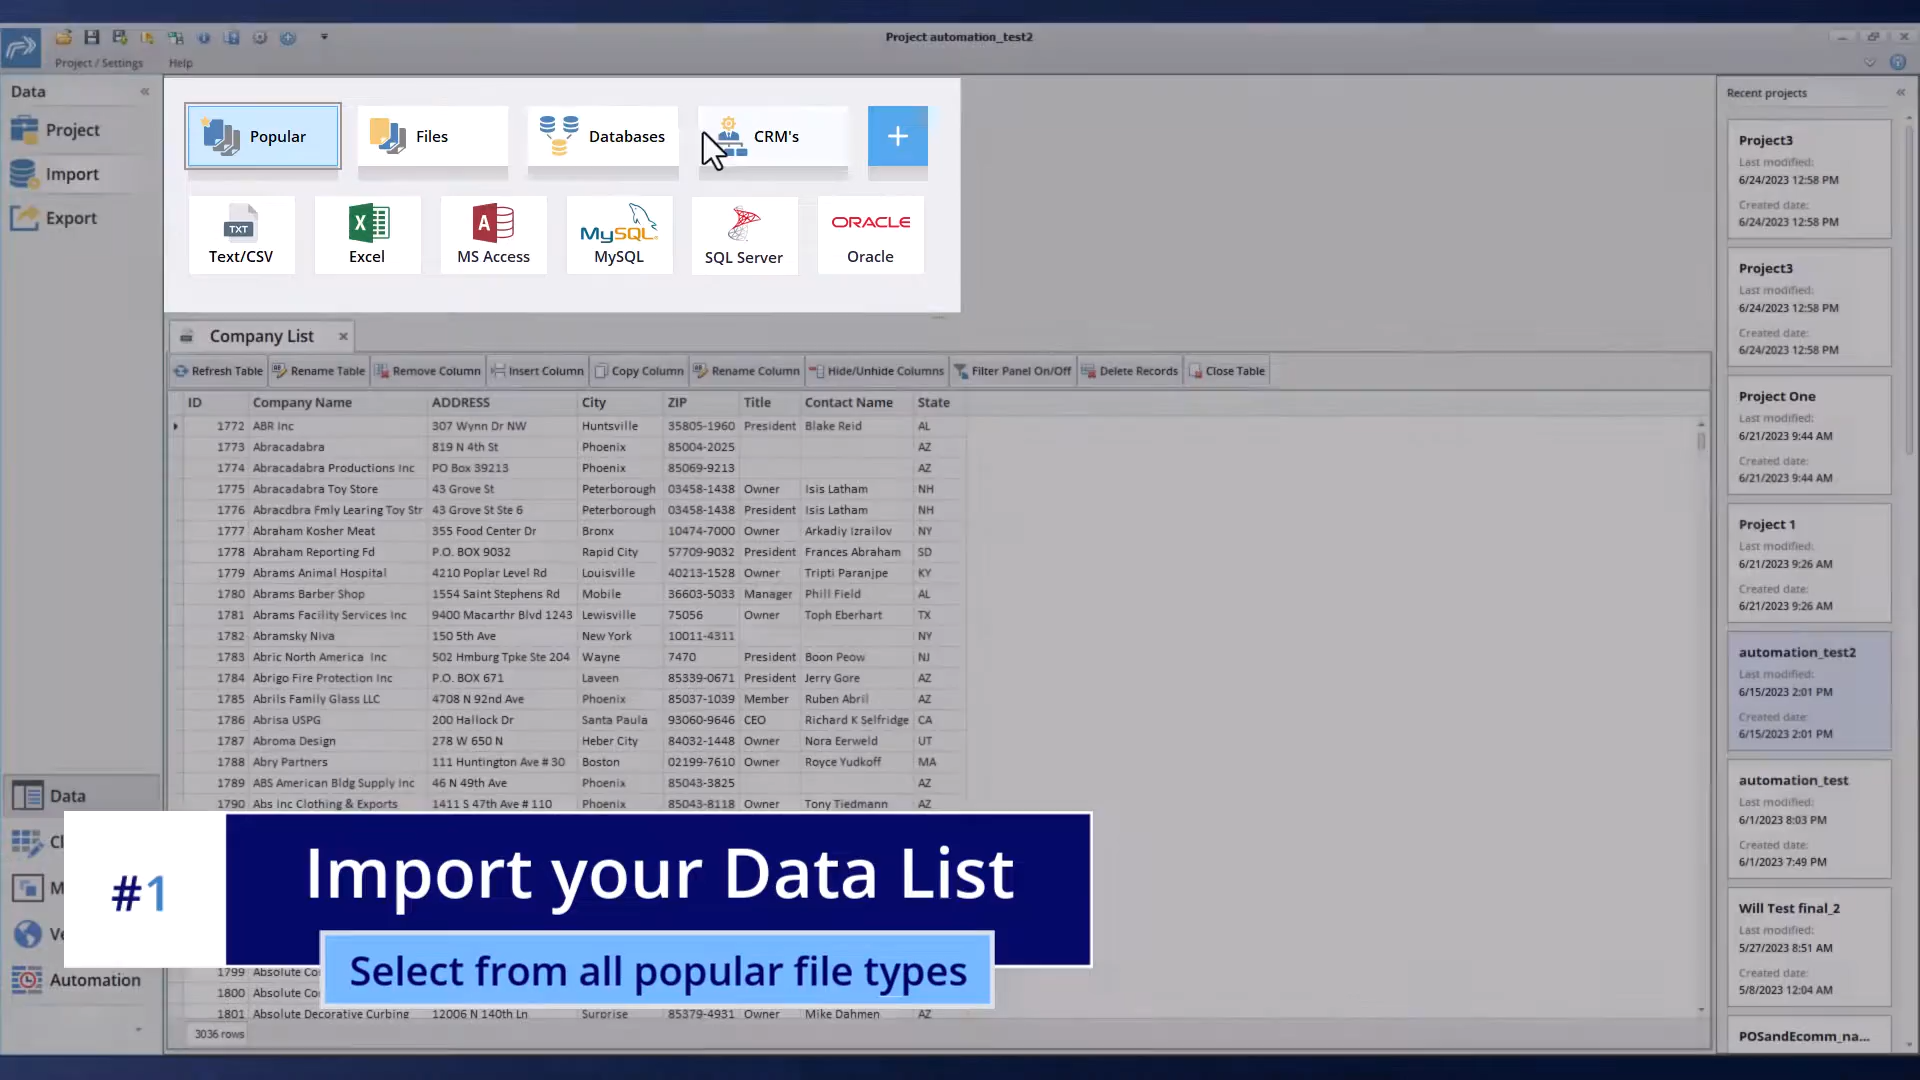 Project automation_test2
Project / Settings
Help
Data
Project
Import
Export
Popular
Files
Databases
CRM's
+
TXT
Text/CSV
Excel
MS Access
MySQL
MySQL
SQL Server
ORACLE
Oracle
Company List
Refresh Table Rename Table Remove Column Insert Column Copy Column Rename Column Hide/Unhide Columns Filter Panel On/Off Delete Records Close Table
ID Company Name ADDRESS City ZIP Title Contact Name State
1772 ABR Inc 307 Wynn Dr NW Huntsville 35805-1960 President Blake Reid AL
1773 Abracadabra 819 N 4th St Phoenix 85004-2025 AZ
1774 Abracadabra Productions Inc PO Box 39213 Phoenix 85069-9213 AZ
1775 Abracadabra Toy Store 43 Grove St Peterborough 03458-1438 Owner Isis Latham NH
1776 Abracdbra Fmly Learing Toy Str 43 Grove St Ste 6 Peterborough 03458-1438 President Isis Latham NH
1777 Abraham Kosher Meat 355 Food Center Dr Bronx 10474-7000 Owner Arkadiy Izrailov NY
1778 Abraham Reporting Fd P.O. BOX 9032 Rapid City 57709-9032 President Frances Abraham SD
1779 Abrams Animal Hospital 4210 Poplar Level Rd Louisville 40213-1528 Owner Tripti Paranjpe KY
1780 Abrams Barber Shop 1554 Saint Stephens Rd Mobile 36603-5033 Manager Phill Field AL
1781 Abrams Facility Services Inc 9400 Macarthr Blvd 1243 Lewisville 75056 Owner Toph Eberhart TX
1782 Abramsky Niva 150 5th Ave New York 10011-4311 NY
1783 Abric North America Inc 502 Hmburg Tpke Ste 204 Wayne 7470 President Boon Peow NJ
1784 Abrigo Fire Protection Inc P.O. BOX 671 Laveen 85339-0671 President Jerry Gore AZ
1785 Abrils Family Glass LLC 4708 N 92nd Ave Phoenix 85037-1039 Member Ruben Abril AZ
1786 Abrisa USPG 200 Hallock Dr Santa Paula 93060-9646 CEO Richard K Selfridge CA
1787 Abroma Design 278 W 650 N Heber City 84032-1448 Owner Nora Eerweld UT
1788 Abry Partners 111 Huntington Ave # 30 Boston 02199-7610 Owner Royce Yudkoff MA
1789 ABS American Bldg Supply Inc 46 N 49th Ave Phoenix 85043-3825 AZ
1790 Abs Inc Clothing & Exports 1411 S 47th Ave # 110 Phoenix 85043-8118 Owner Tony Tiedmann AZ
1799 Absolute Co
1800 Absolute Co
1801 Absolute Decorative Curbing 12006 N 140th Ln Surprise 85379-4931 Owner Mike Dahmen AZ
3036 rows
Data
Automation
#1
Import your Data List
Select from all popular file types
Recent projects
Project3
Last modified:
6/24/2023 12:58 PM
Created date:
6/24/2023 12:58 PM
Project3
Last modified:
6/24/2023 12:58 PM
Created date:
6/24/2023 12:58 PM
Project One
Last modified:
6/21/2023 9:44 AM
Created date:
6/21/2023 9:44 AM
Project 1
Last modified:
6/21/2023 9:26 AM
Created date:
6/21/2023 9:26 AM
automation_test2
Last modified:
6/15/2023 2:01 PM
Created date:
6/15/2023 2:01 PM
automation_test
Last modified:
6/1/2023 8:03 PM
Created date:
6/1/2023 7:49 PM
Will Test final_2
Last modified:
5/27/2023 8:51 AM
Created date:
5/8/2023 12:04 AM
POSandEcomm_na...